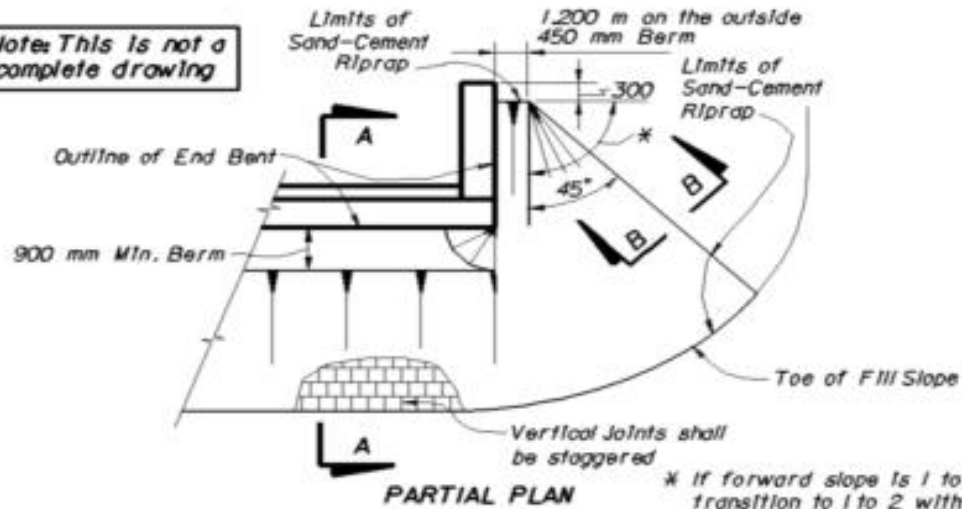 Note: This is not a
complete drawing
Limits of
Sand-Cement
Riprap
1.200 m on the outside
450 mm Berm
Limits of
Sand-Cement
Riprap
300
*
A
Outline of End Bent
45°
B
B
900 mm Min. Berm
Toe of Fill Slope
Vertical Joints shall
be staggered
A
PARTIAL PLAN
* If forward slope is 1 to
transition to 1 to 2 with